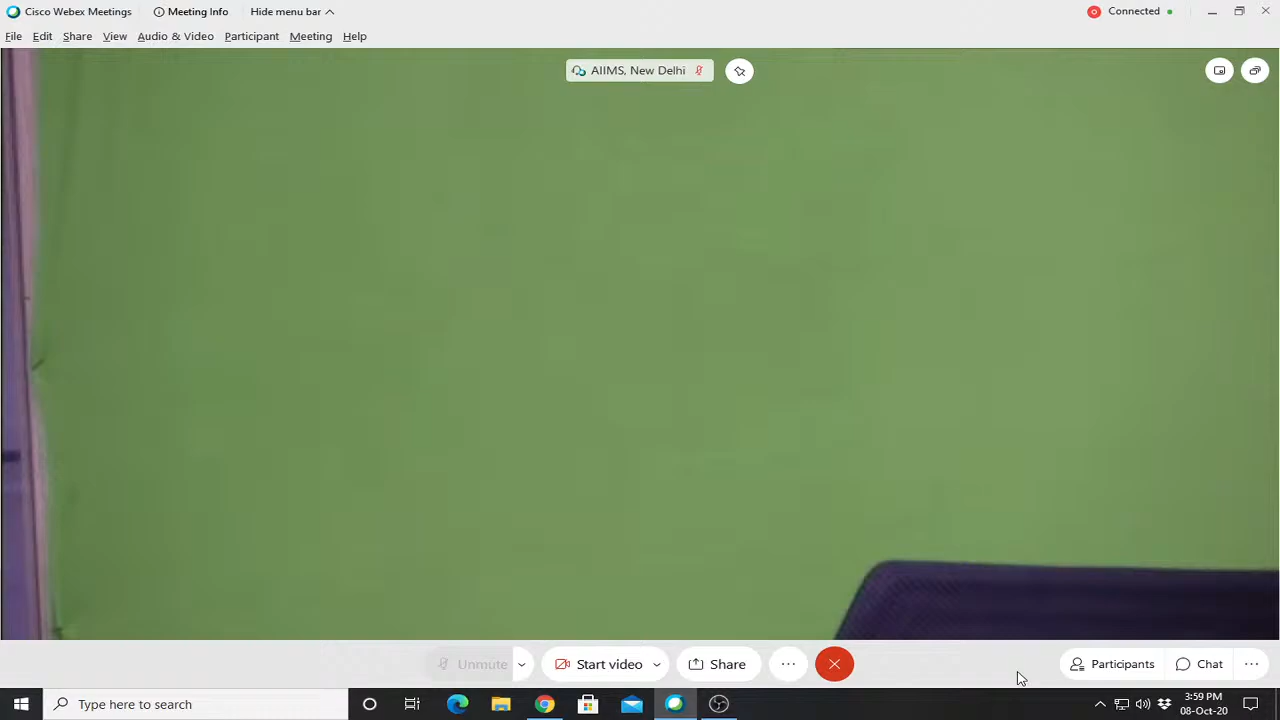 Cisco Webex Meetings Meeting Info Hide menu bar Connected
File Edit Share View Audio & Video Participant Meeting Help
AIIMS, New Delhi
Unmute Start video Share Participants Chat
Type here to search
3:59 PM
08-Oct-20